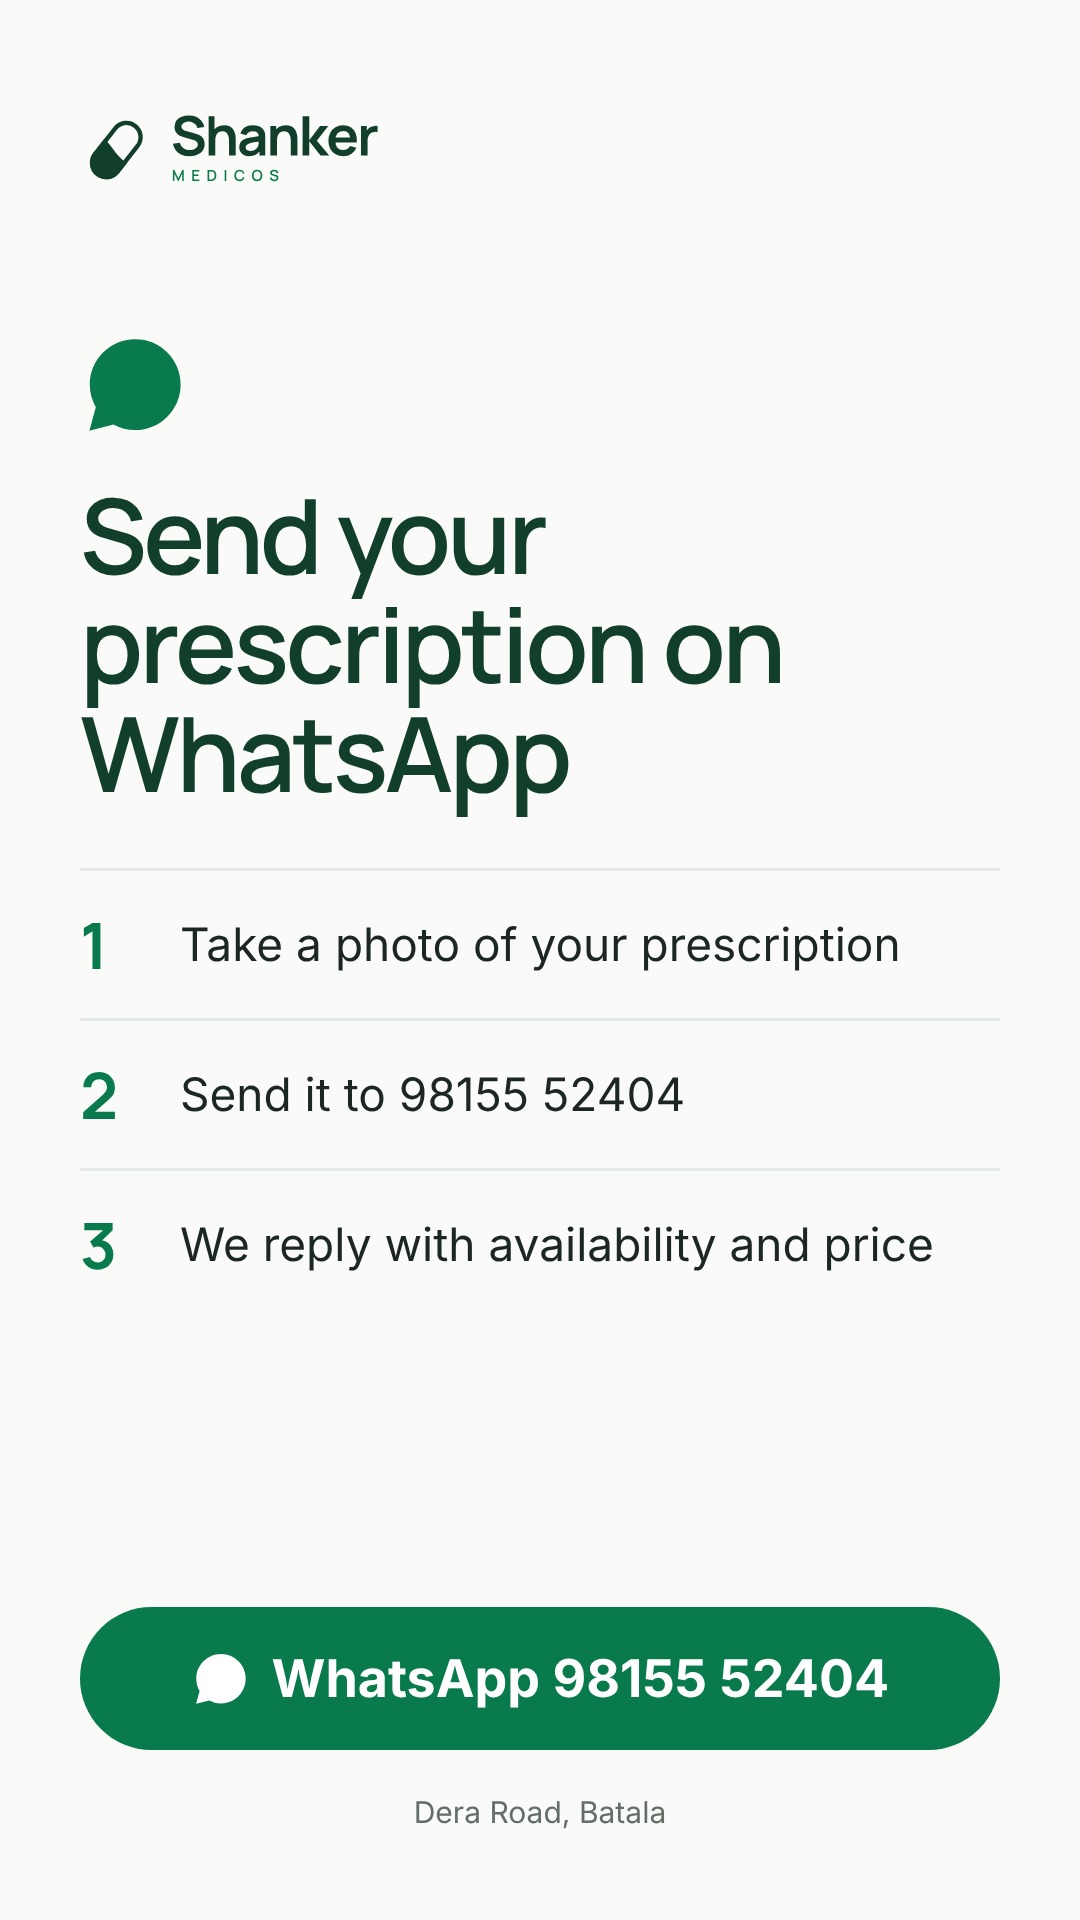 Shanker
MEDICOS
Send your
prescription on
WhatsApp
1 Take a photo of your prescription
2 Send it to 98155 52404
3 We reply with availability and price
WhatsApp 98155 52404
Dera Road, Batala